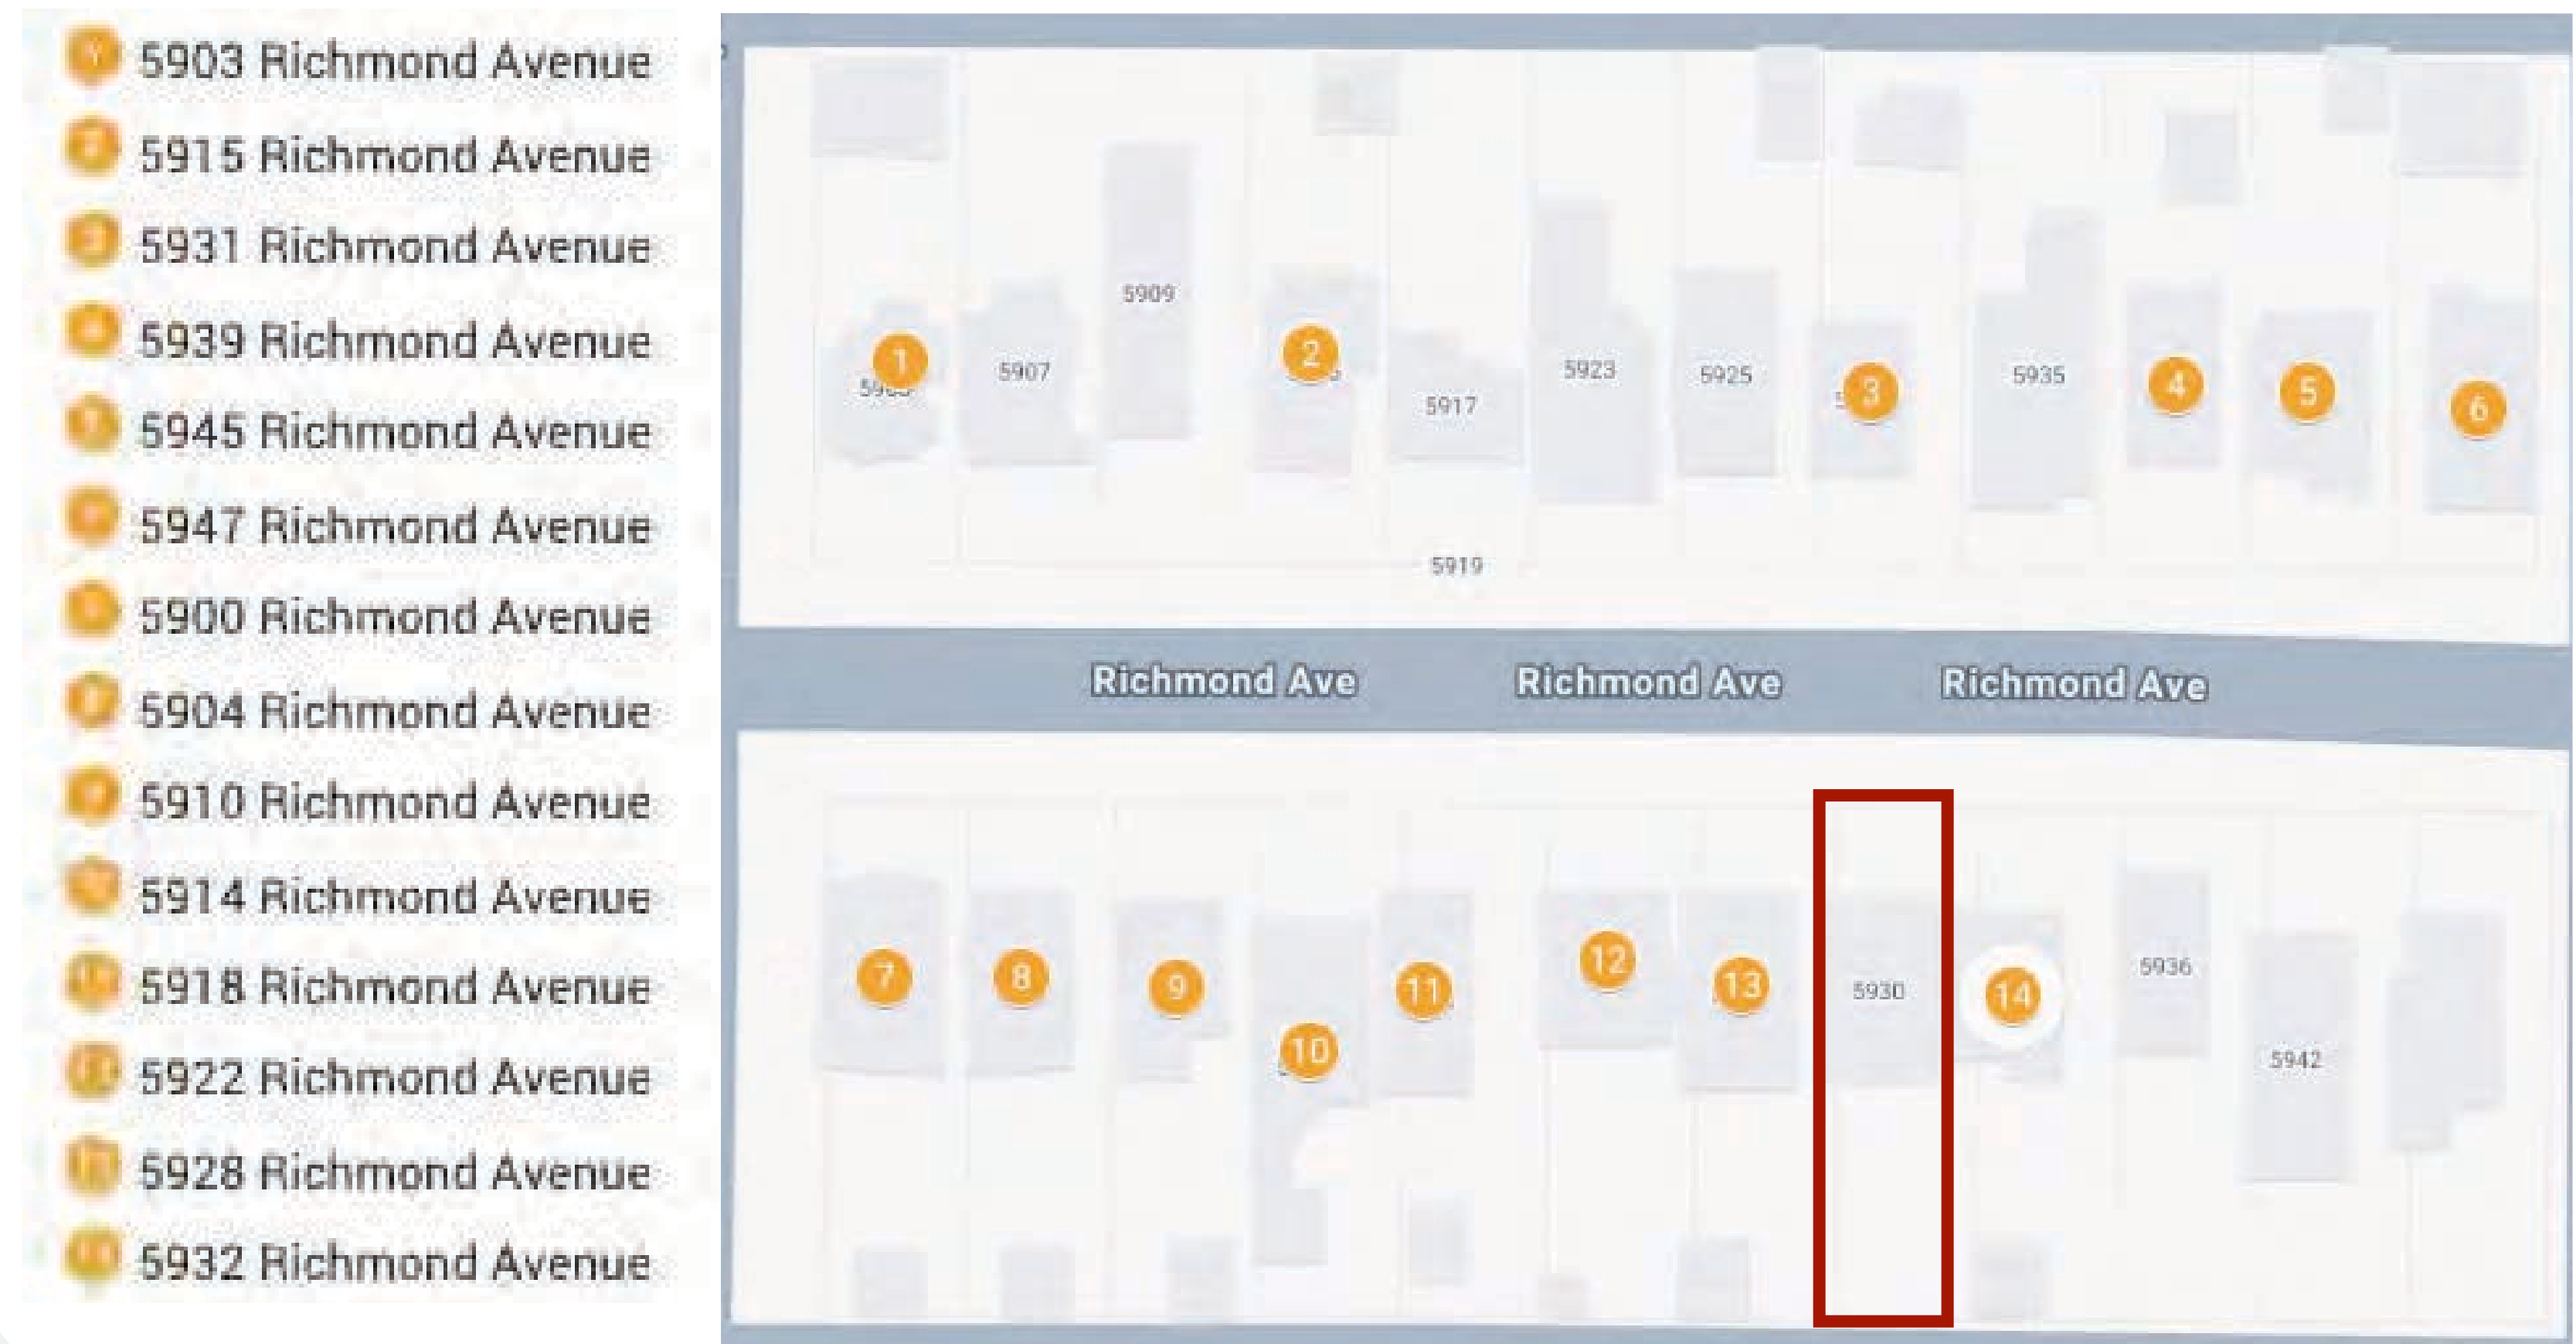 1 5903 Richmond Avenue
2 5915 Richmond Avenue
5931 Richmond Avenue
5939 Richmond Avenue
5945 Richmond Avenue
5947 Richmond Avenue
5900 Richmond Avenue
5904 Richmond Avenue
5910 Richmond Avenue
5914 Richmond Avenue
5918 Richmond Avenue
5922 Richmond Avenue
5928 Richmond Avenue
5932 Richmond Avenue
5909
1
2
5907
5923
5925
3
5935
4
5
6
5917
5919
Richmond Ave Richmond Ave Richmond Ave
7
8
9
10
11
12
13
5930
14
5936
5942